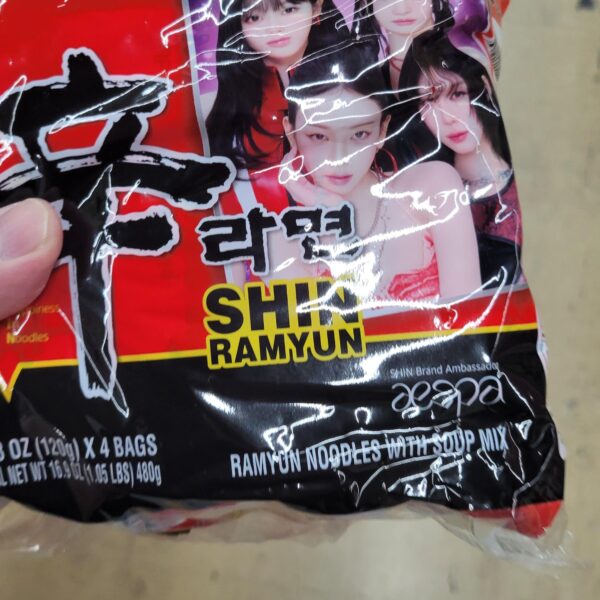 辛
라면
SHIN
RAMYUN
Noodles
SHIN Brand Ambassador
aespa
OZ (120g) X 4 BAGS
NET WT 16.9 OZ (1.05 LBS) 480g
RAMYUN NOODLES WITH SOUP MIX